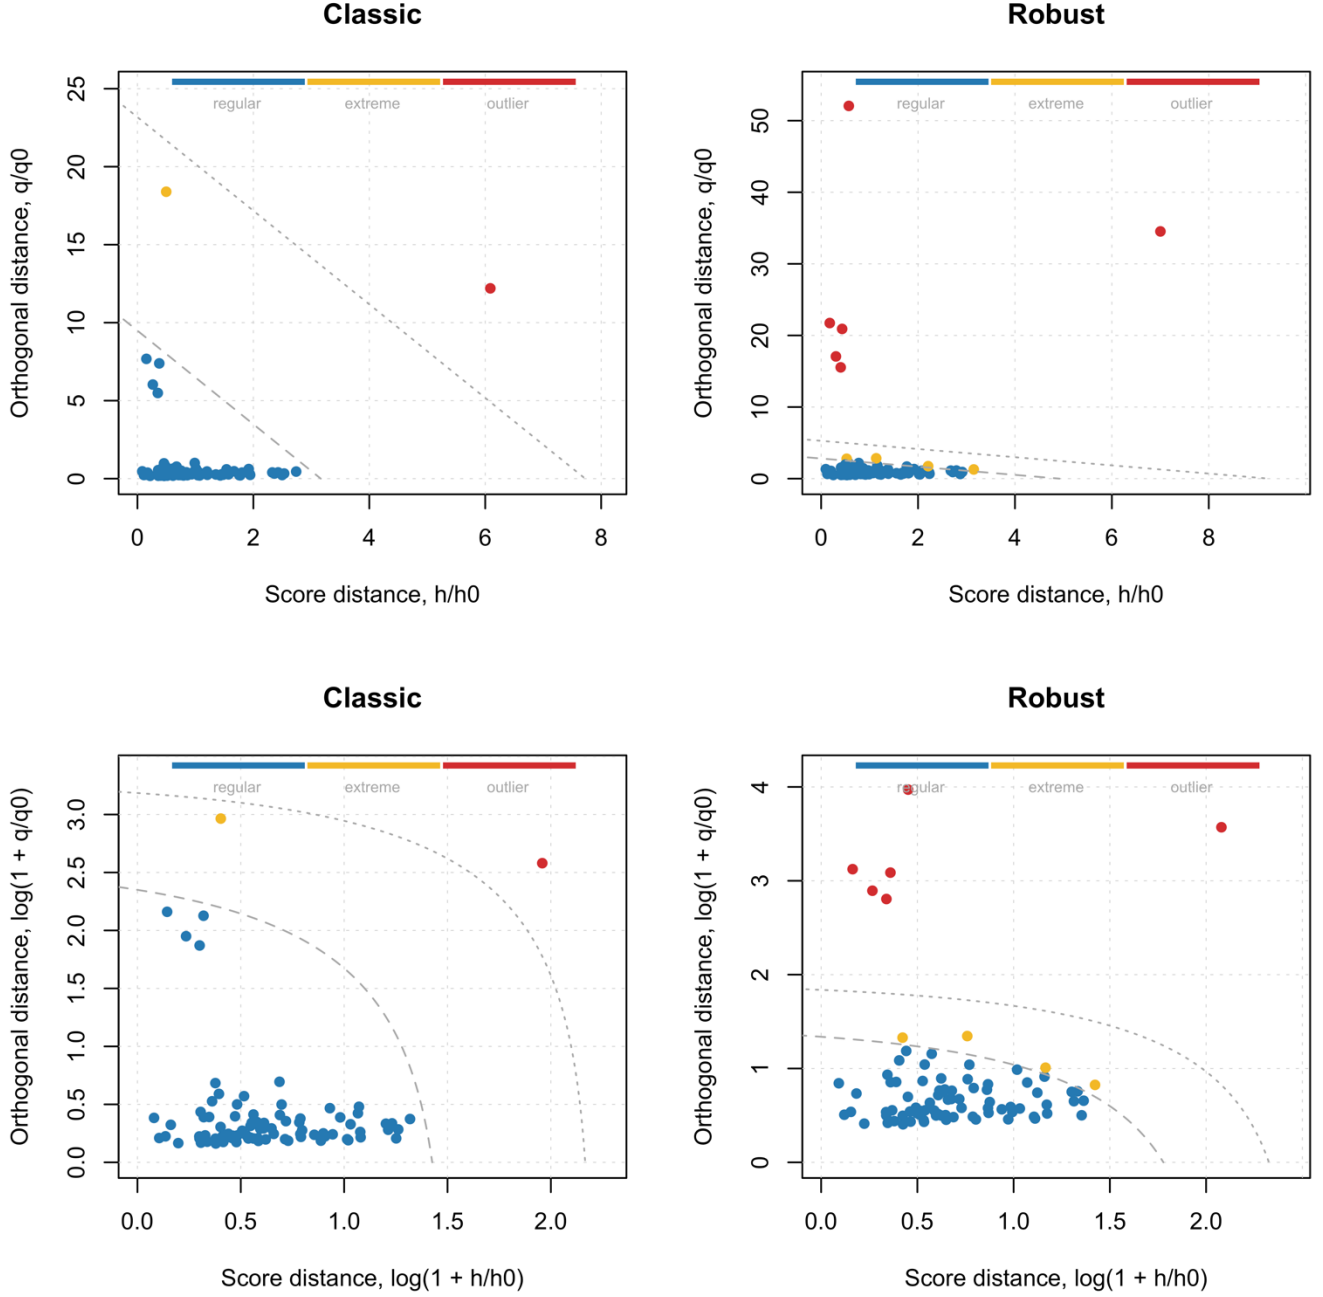 Classic
regular extreme outlier
Orthogonal distance, q/q0
25
20
15
10
5
0
0 2 4 6 8
Score distance, h/h0
Robust
regular extreme outlier
Orthogonal distance, q/q0
50
40
30
20
10
0
0 2 4 6 8
Score distance, h/h0
Classic
regular extreme outlier
Orthogonal distance, log(1 + q/q0)
3.0
2.5
2.0
1.5
1.0
0.5
0.0
0.0 0.5 1.0 1.5 2.0
Score distance, log(1 + h/h0)
Robust
regular extreme outlier
Orthogonal distance, log(1 + q/q0)
4
3
2
1
0
0.0 0.5 1.0 1.5 2.0
Score distance, log(1 + h/h0)